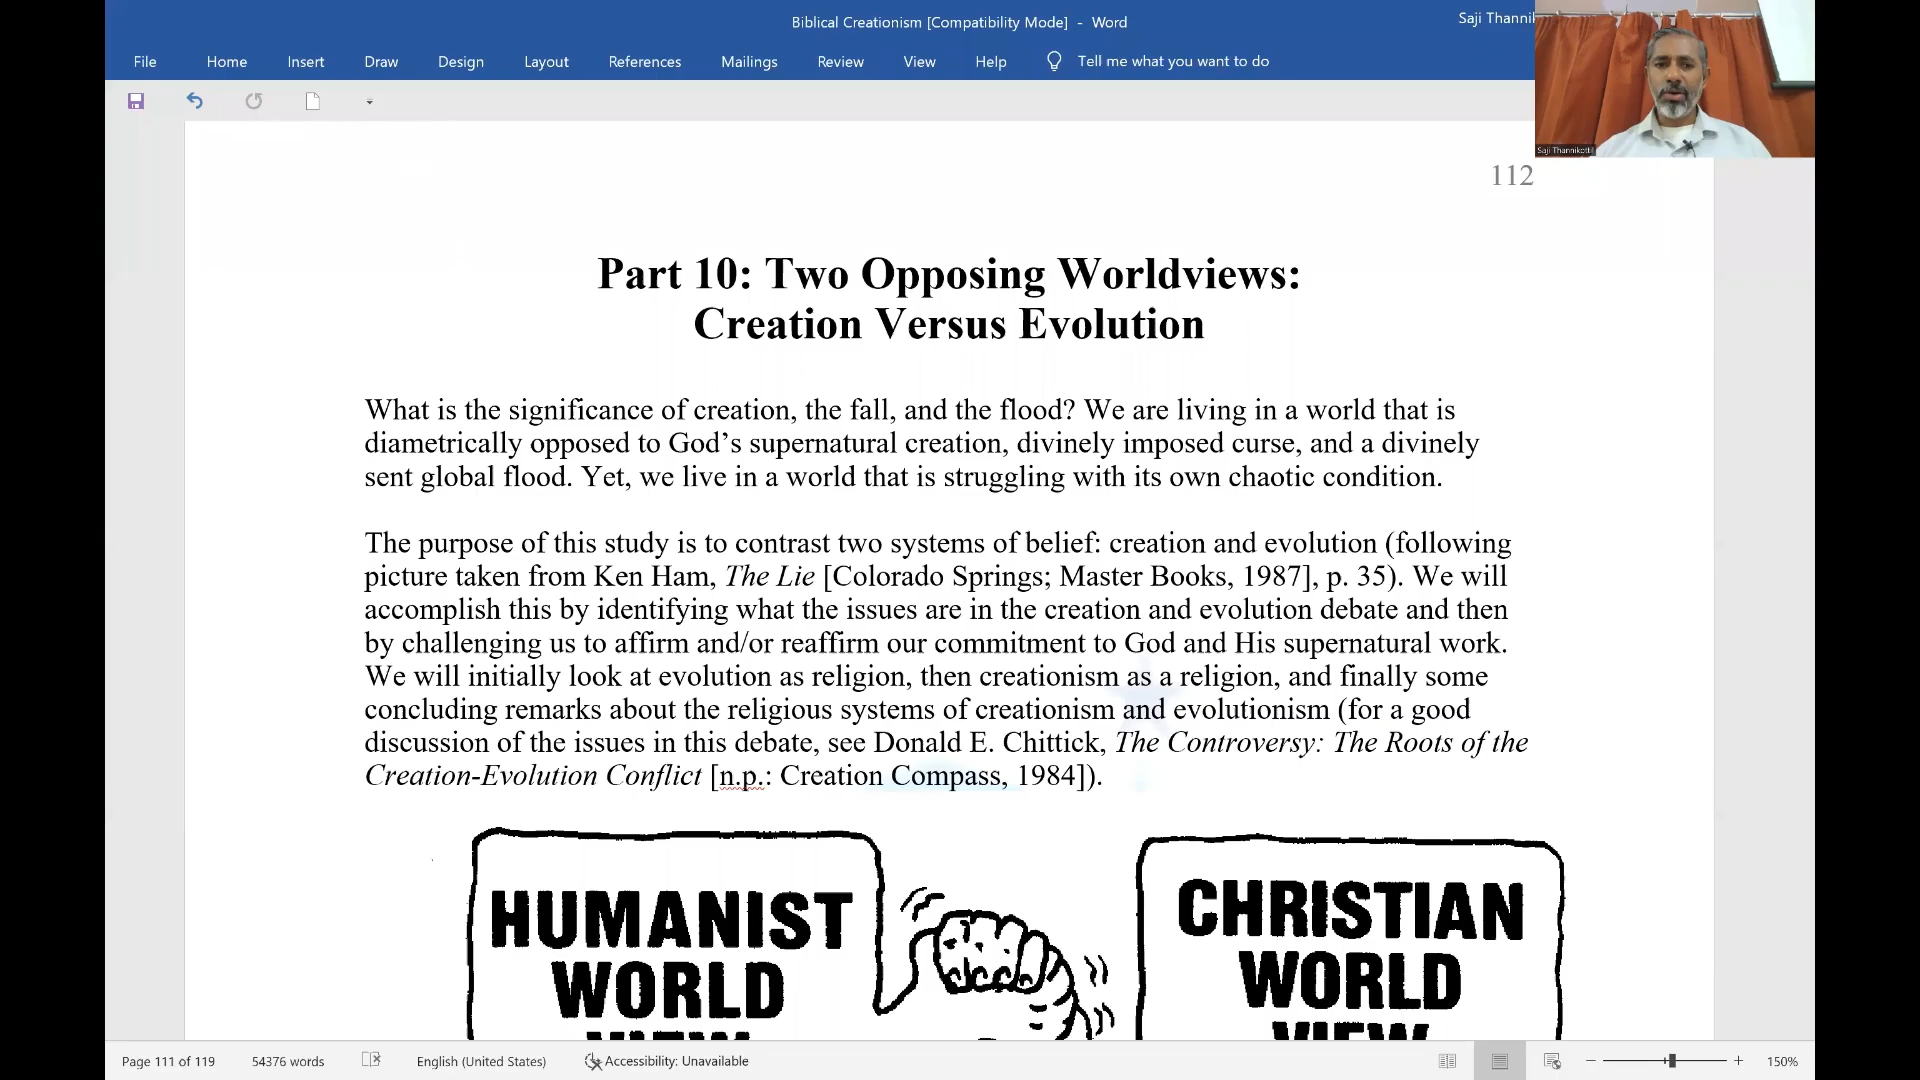 Biblical Creationism [Compatibility Mode] - Word
Saji Thannik
File Home Insert Draw Design Layout References Mailings Review View Help Tell me what you want to do
Saji Thannikottil
112
Part 10: Two Opposing Worldviews:
Creation Versus Evolution
What is the significance of creation, the fall, and the flood? We are living in a world that is
diametrically opposed to God’s supernatural creation, divinely imposed curse, and a divinely
sent global flood. Yet, we live in a world that is struggling with its own chaotic condition.
The purpose of this study is to contrast two systems of belief: creation and evolution (following
picture taken from Ken Ham, The Lie [Colorado Springs; Master Books, 1987], p. 35). We will
accomplish this by identifying what the issues are in the creation and evolution debate and then
by challenging us to affirm and/or reaffirm our commitment to God and His supernatural work.
We will initially look at evolution as religion, then creationism as a religion, and finally some
concluding remarks about the religious systems of creationism and evolutionism (for a good
discussion of the issues in this debate, see Donald E. Chittick, The Controversy: The Roots of the
Creation-Evolution Conflict [n.p.: Creation Compass, 1984]).
HUMANIST
WORLD
VIEW
CHRISTIAN
WORLD
VIEW
Page 111 of 119 54376 words English (United States) Accessibility: Unavailable 150%